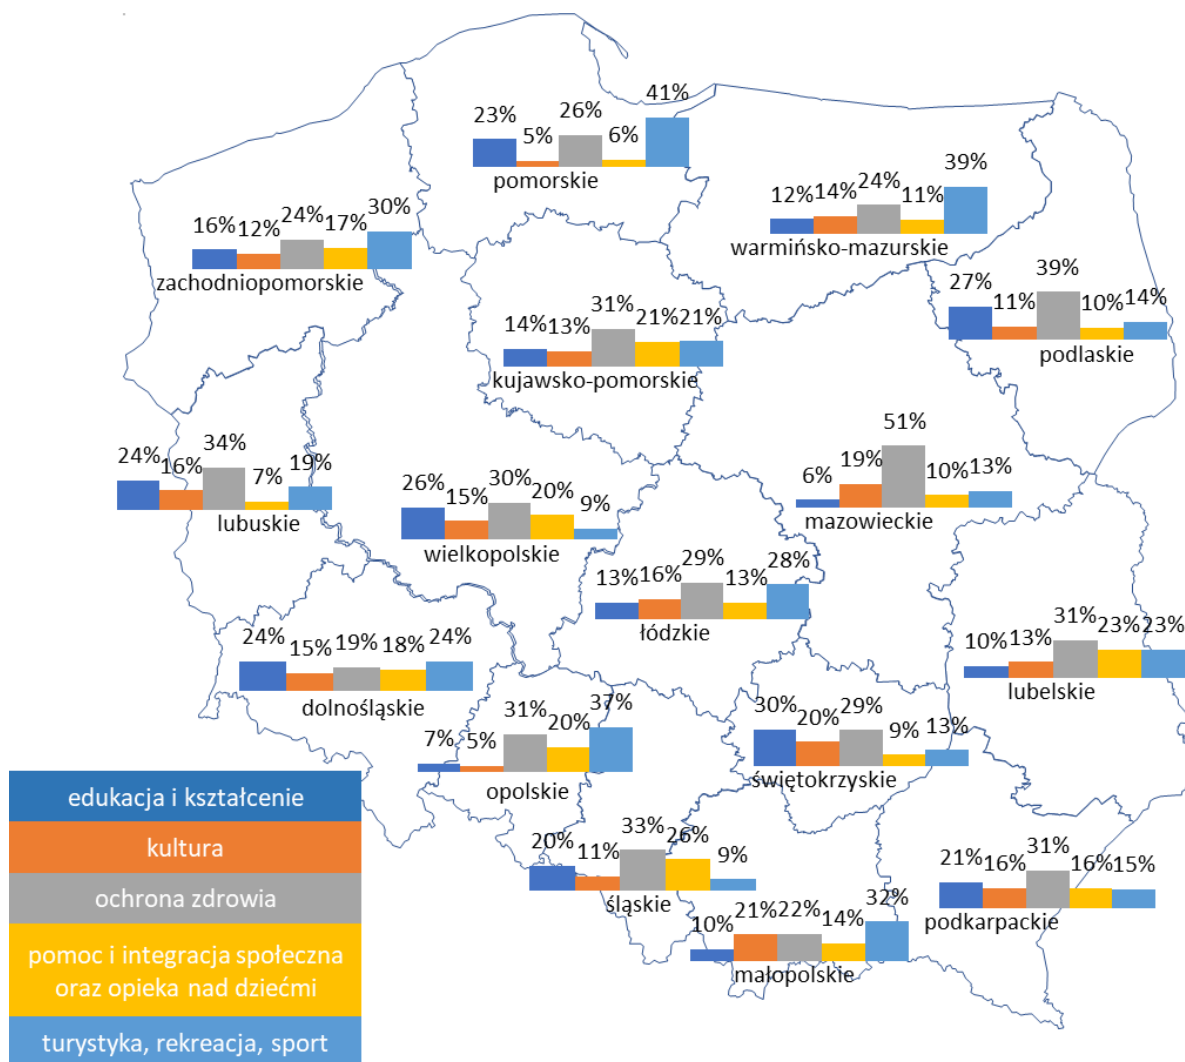 23% 5% 26% 6% 41%
pomorskie
12% 14% 24% 11% 39%
warmińsko-mazurskie
16% 12% 24% 17% 30%
zachodniopomorskie
27% 11% 39% 10% 14%
podlaskie
14% 13% 31% 21% 21%
kujawsko-pomorskie
24% 16% 34% 7% 19%
lubuskie
26% 15% 30% 20% 9%
wielkopolskie
6% 19% 51% 10% 13%
mazowieckie
13% 16% 29% 13% 28%
łódzkie
10% 13% 31% 23% 23%
lubelskie
24% 15% 19% 18% 24%
dolnośląskie
7% 5% 31% 20% 37%
opolskie
30% 20% 29% 9% 13%
świętokrzyskie
20% 11% 33% 26% 9%
śląskie
10% 21% 22% 14% 32%
małopolskie
21% 16% 31% 16% 15%
podkarpackie
edukacja i kształcenie
kultura
ochrona zdrowia
pomoc i integracja społeczna
oraz opieka nad dziećmi
turystyka, rekreacja, sport